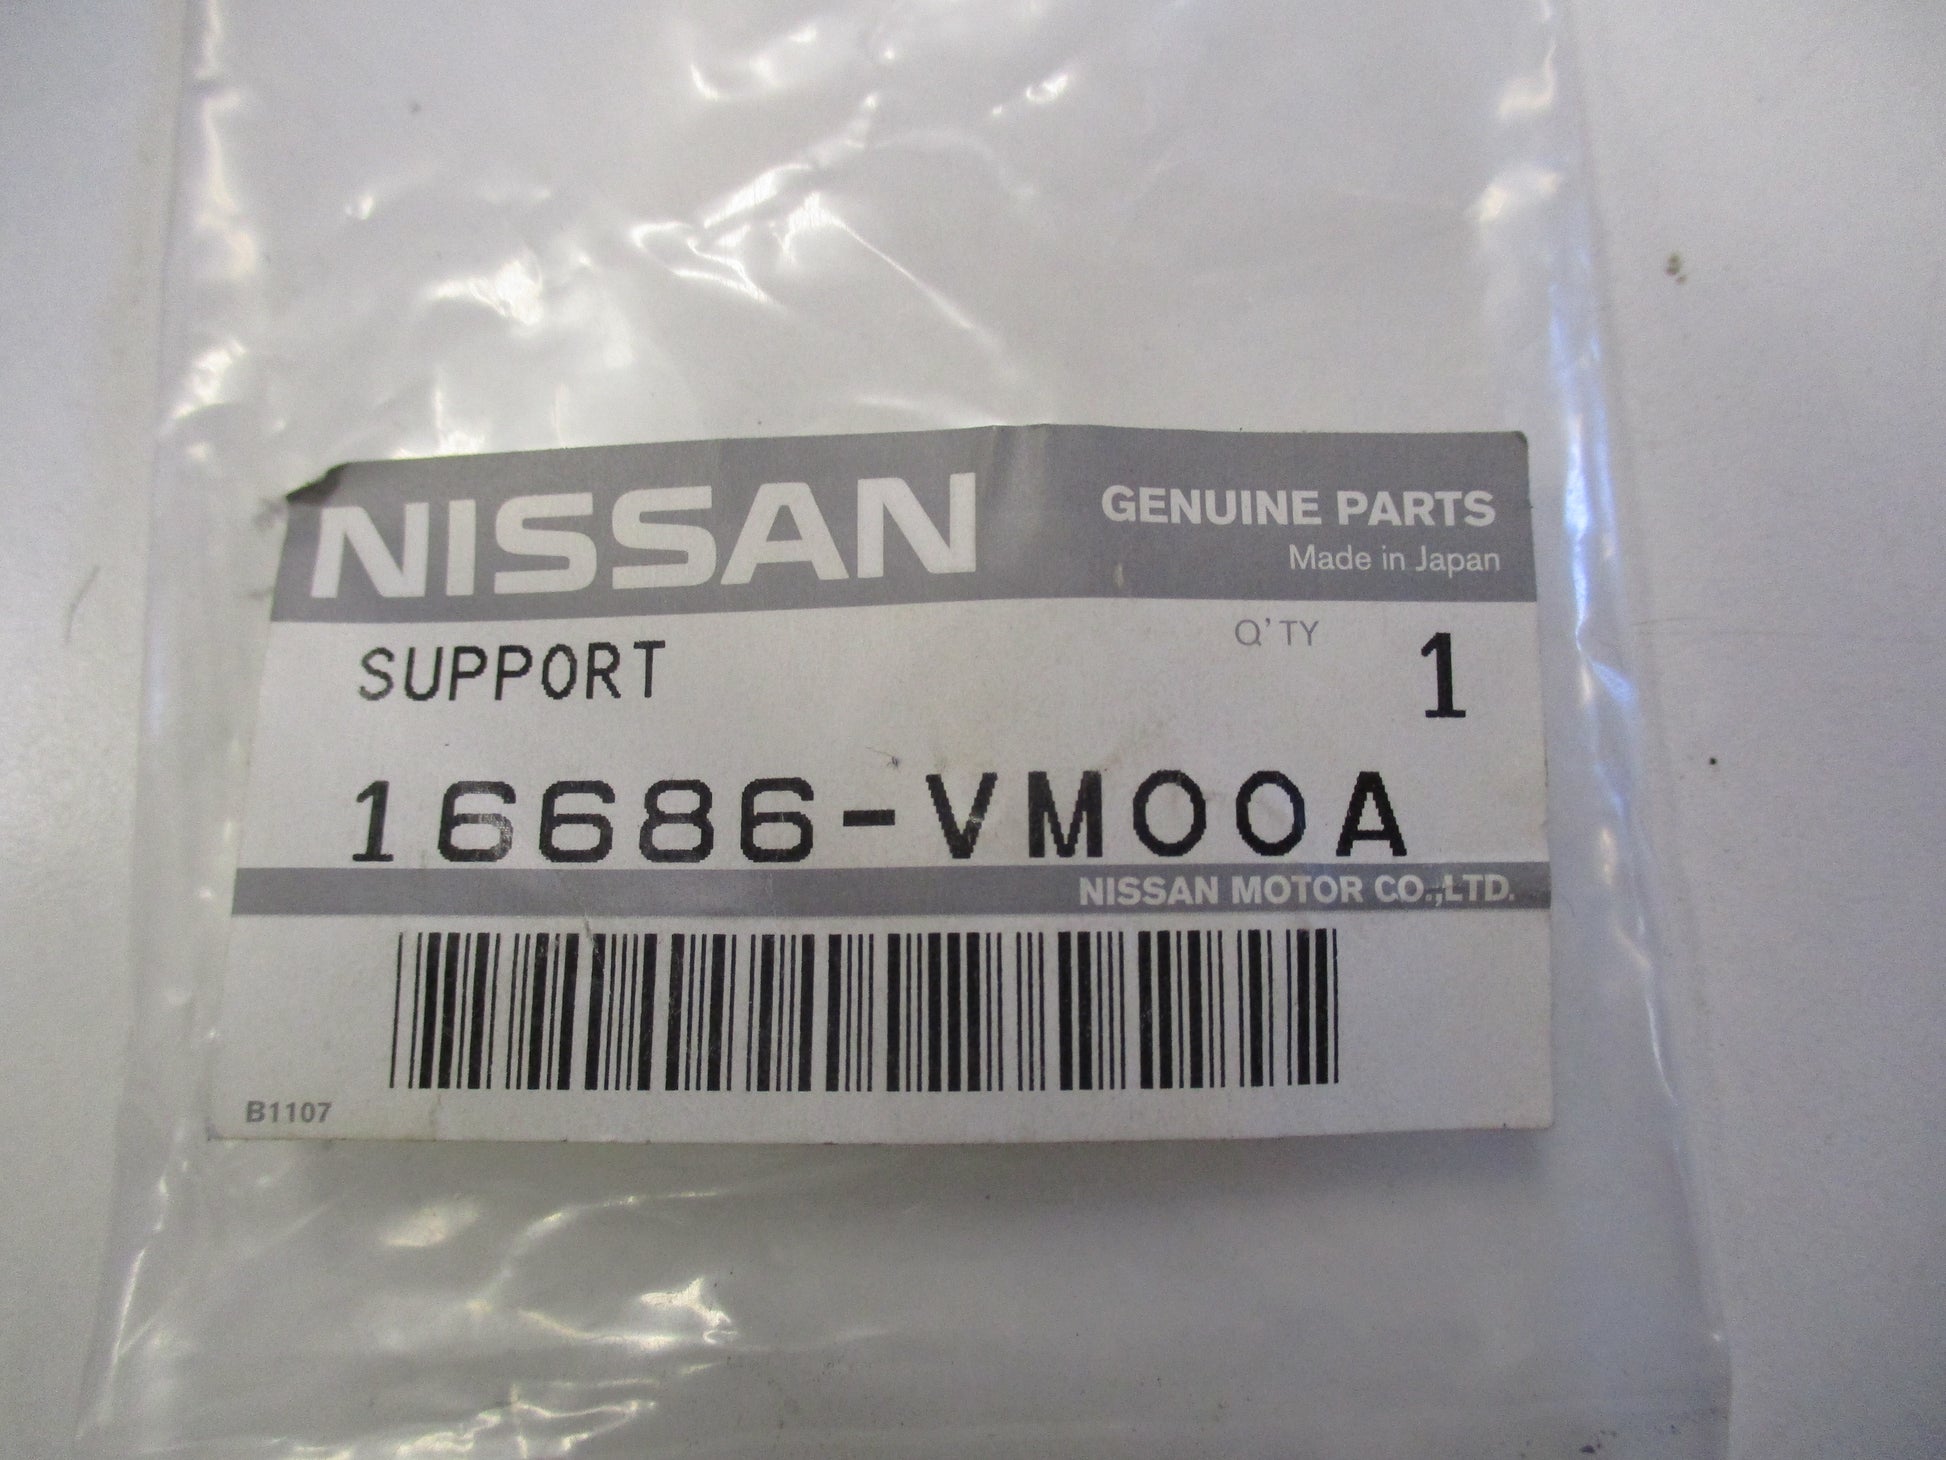 NISSAN GENUINE PARTS
Made in Japan
SUPPORT Q'TY 1
16686-VM00A
NISSAN MOTOR CO.,LTD.
B1107